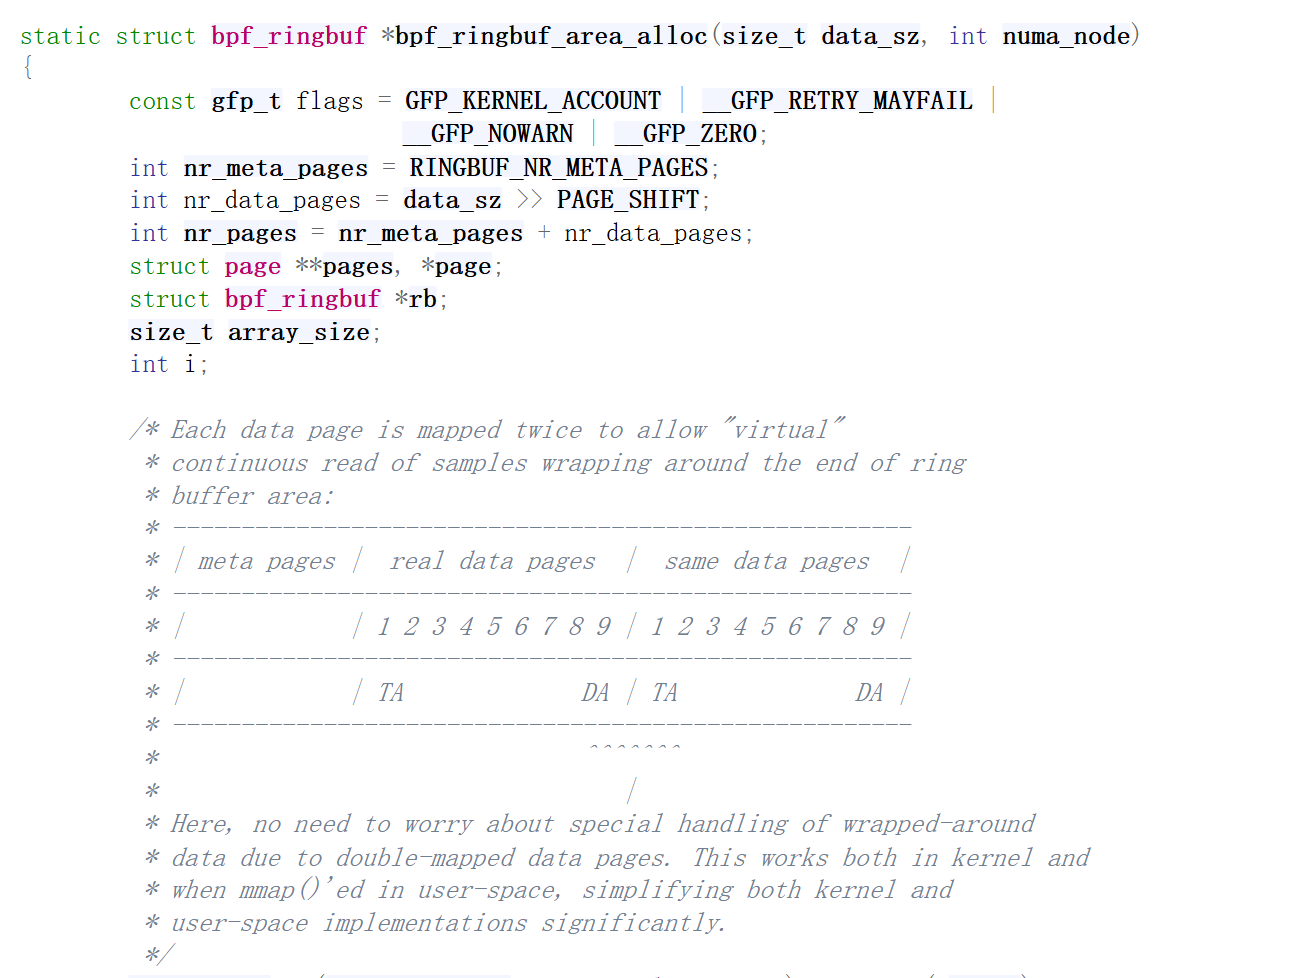 static struct bpf_ringbuf *bpf_ringbuf_area_alloc(size_t data_sz, int numa_node)
{
        const gfp_t flags = GFP_KERNEL_ACCOUNT | __GFP_RETRY_MAYFAIL |
                            __GFP_NOWARN | __GFP_ZERO;
        int nr_meta_pages = RINGBUF_NR_META_PAGES;
        int nr_data_pages = data_sz >> PAGE_SHIFT;
        int nr_pages = nr_meta_pages + nr_data_pages;
        struct page **pages, *page;
        struct bpf_ringbuf *rb;
        size_t array_size;
        int i;

        /* Each data page is mapped twice to allow "virtual"
         * continuous read of samples wrapping around the end of ring
         * buffer area:
         * ------------------------------------------------------
         * | meta pages |  real data pages  |  same data pages  |
         * ------------------------------------------------------
         * |            | 1 2 3 4 5 6 7 8 9 | 1 2 3 4 5 6 7 8 9 |
         * ------------------------------------------------------
         * |            | TA             DA | TA             DA |
         * ------------------------------------------------------
         *                               ^^^^^^^
         *                                  |
         * Here, no need to worry about special handling of wrapped-around
         * data due to double-mapped data pages. This works both in kernel and
         * when mmap()'ed in user-space, simplifying both kernel and
         * user-space implementations significantly.
         */